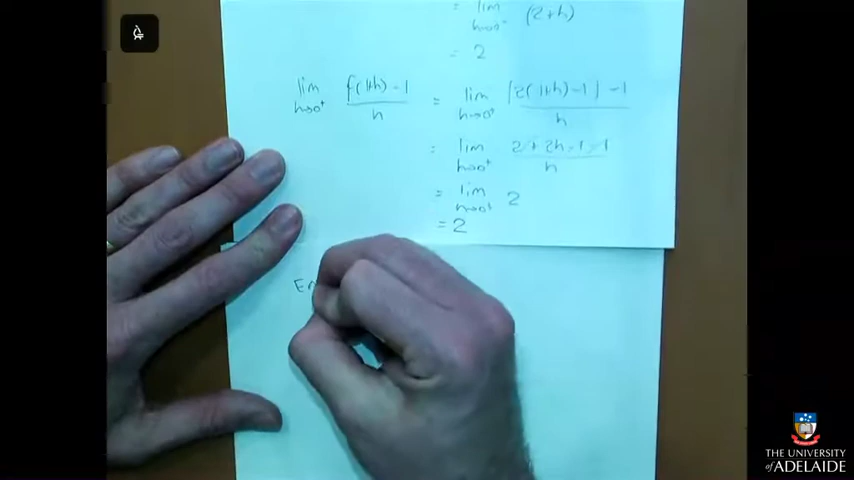 = lim h→0⁻ (2+h)
= 2
lim h→0⁺ f(1+h) - 1 / h = lim h→0⁺ |2(1+h)-1| - 1 / h
= lim h→0⁺ 2 + 2h - 1 - 1 / h
= lim h→0⁺ 2
= 2
THE UNIVERSITY
of ADELAIDE